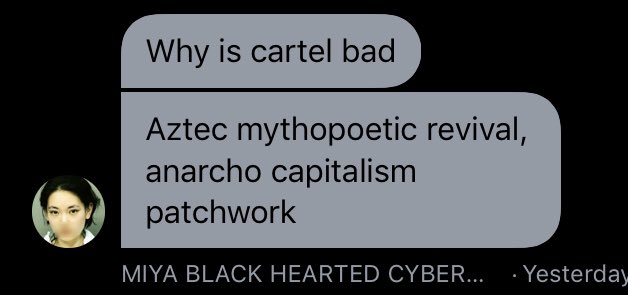 Why is cartel bad
Aztec mythopoetic revival,
anarcho capitalism
patchwork
MIYA BLACK HEARTED CYBER... · Yesterday